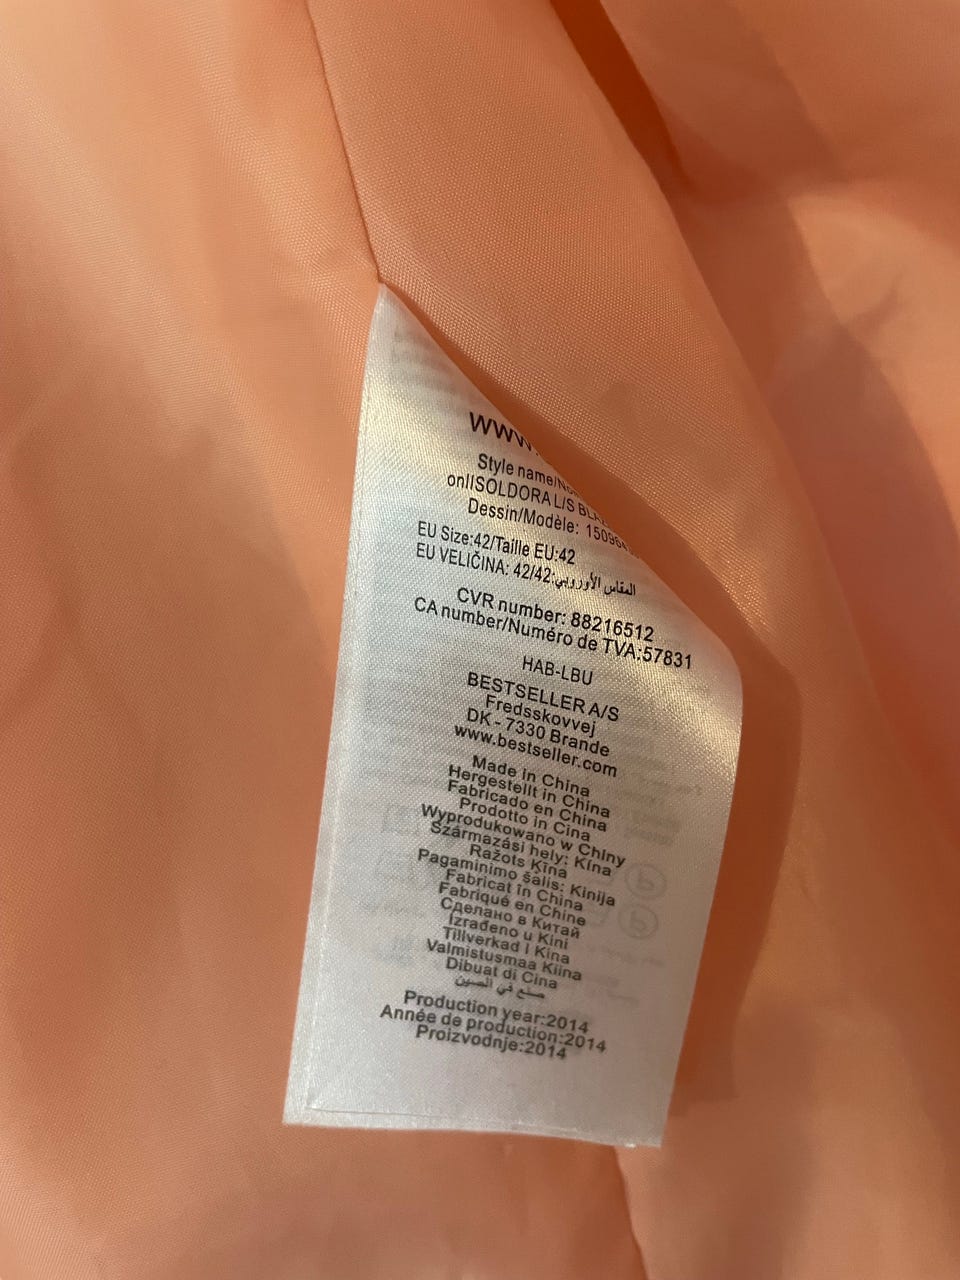 www.
Style name/
onlISOLDORA L/S
Dessin/Modèle:
EU Size:42/Taille EU:42
EU VELIČINA: 42/42:المقاس الأوروبي
CVR number: 88216512
CA number/Numéro de TVA:57831
HAB-LBU
BESTSELLER A/S
Fredsskovvej
DK - 7330 Brande
www.bestseller.com
Made in China
Hergestellt in China
Fabricado en China
Prodotto in Cina
Wyprodukowano w Chiny
Származási hely: Kína
Ražots Ķīna
Pagaminimo šalis: Kinija
Fabricat în China
Fabriqué en Chine
Сделано в Китай
Izrađeno u Kini
Tillverkad I Kina
Valmistusmaa Kiina
Dibuat di Cina
صنع في الصين
Production year:2014
Année de production:2014
Proizvodnje:2014